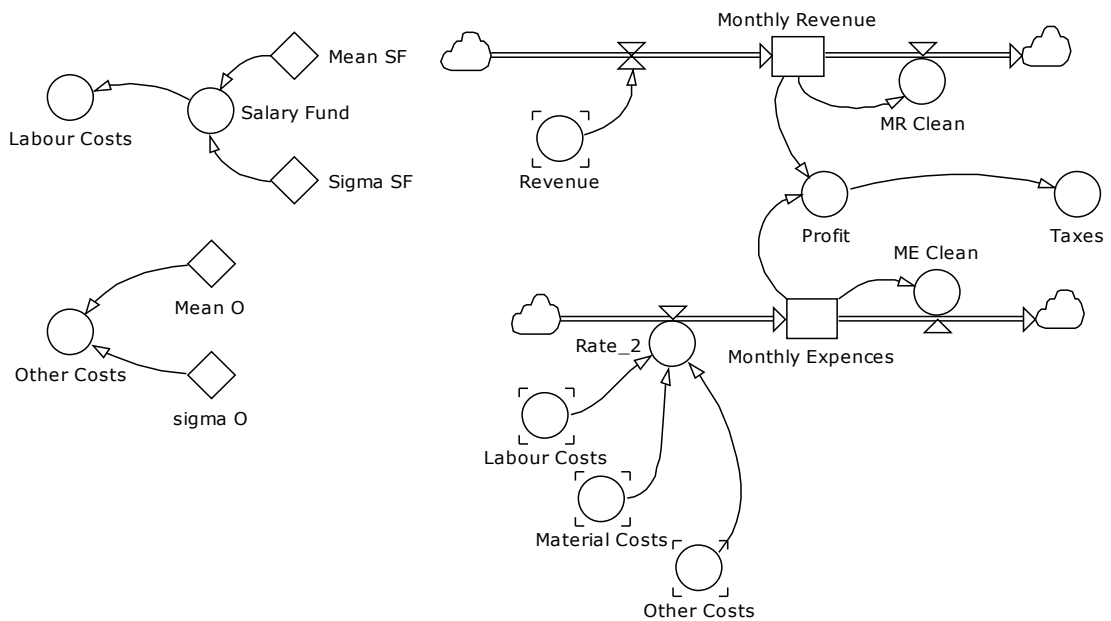 Mean SF
Salary Fund
Labour Costs
Sigma SF
Mean O
Other Costs
sigma O
Monthly Revenue
MR Clean
Revenue
Profit
Taxes
ME Clean
Rate_2
Monthly Expences
Labour Costs
Material Costs
Other Costs